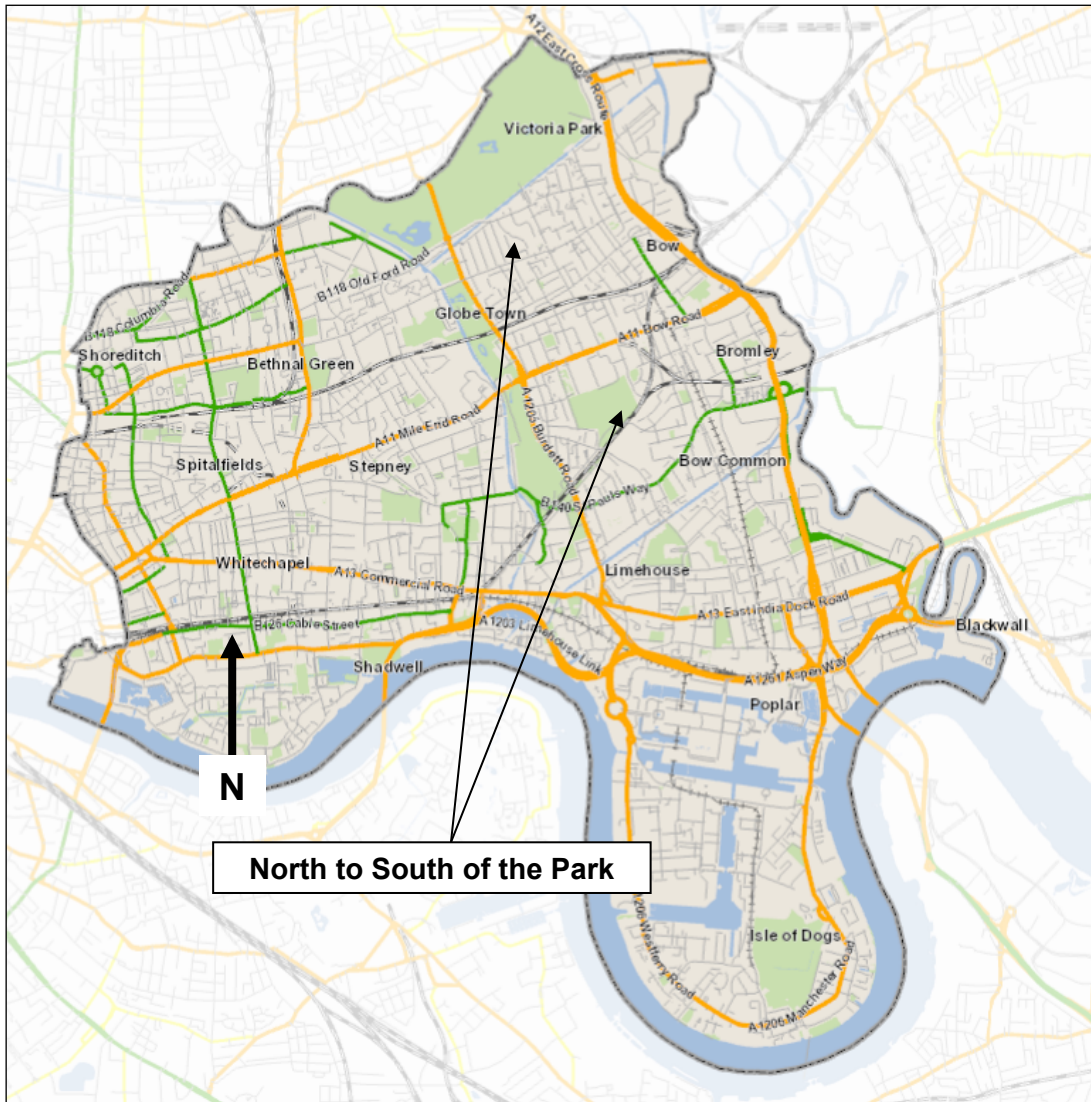 A12 East Cross Route
Victoria Park
Bow
B118 Old Ford Road
Globe Town
B118 Columbia Road
A11 Bow Road
Shoreditch
Bethnal Green
Bromley
A1205 Burdett Road
A11 Mile End Road
Spitalfields
Stepney
Bow Common
B140 St Pauls Way
Whitechapel
A13 Commercial Road
Limehouse
A13 East India Dock Road
B126 Cable Street
A1203 Limehouse Link
Blackwall
Shadwell
A1261 Aspen Way
Poplar
N
North to South of the Park
Isle of Dogs
206 Westferry Road
A1206 Manchester Road